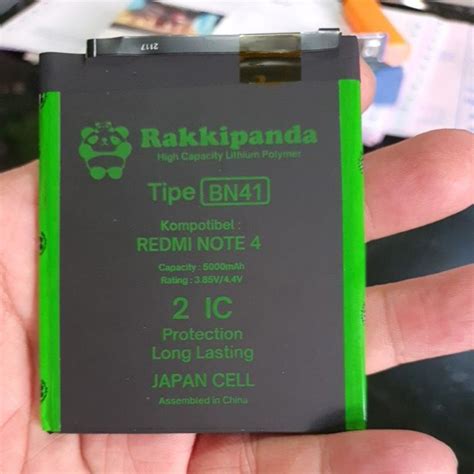 2117
Rakkipanda
High Capacity Lithium Polymer
Tipe BN41
Kompotibel :
REDMI NOTE 4
Capacity : 5000mAh
Rating : 3.85V/4.4V
2 IC
Protection
Long Lasting
JAPAN CELL
Assembled in China